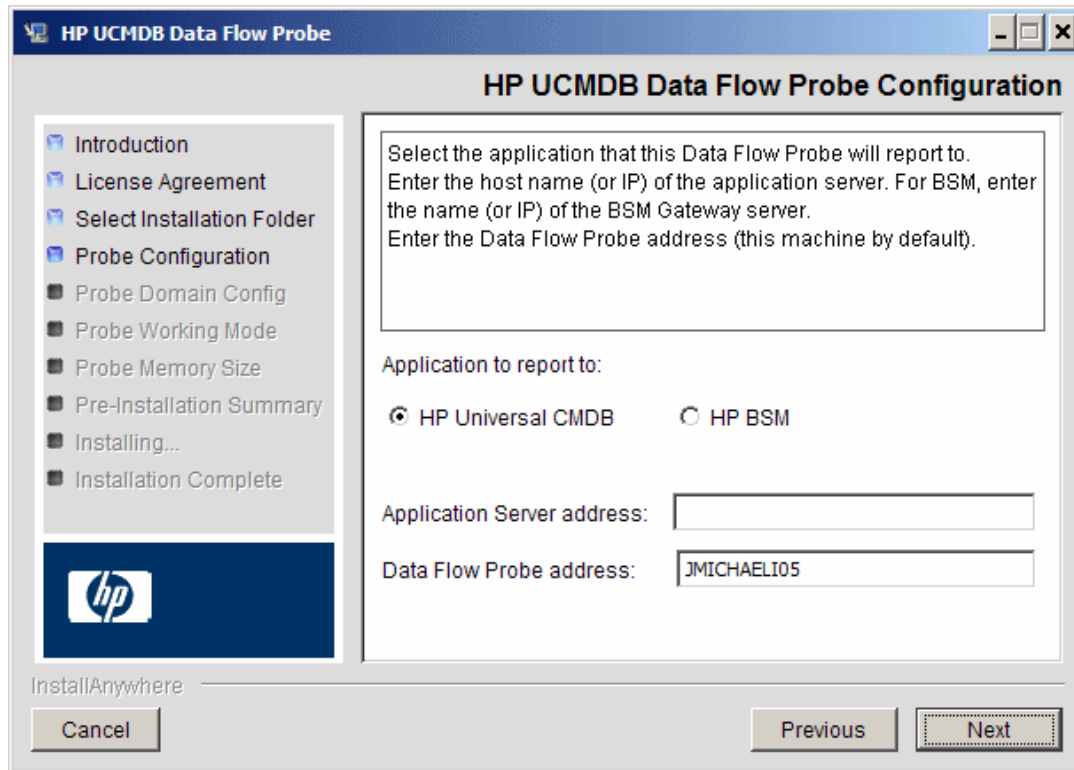 HP UCMDB Data Flow Probe
HP UCMDB Data Flow Probe Configuration
Introduction
License Agreement
Select Installation Folder
Probe Configuration
Probe Domain Config
Probe Working Mode
Probe Memory Size
Pre-Installation Summary
Installing...
Installation Complete
hp
Select the application that this Data Flow Probe will report to.
Enter the host name (or IP) of the application server. For BSM, enter
the name (or IP) of the BSM Gateway server.
Enter the Data Flow Probe address (this machine by default).
Application to report to:
HP Universal CMDB HP BSM
Application Server address:
Data Flow Probe address: JMICHAELI05
InstallAnywhere
Cancel Previous Next